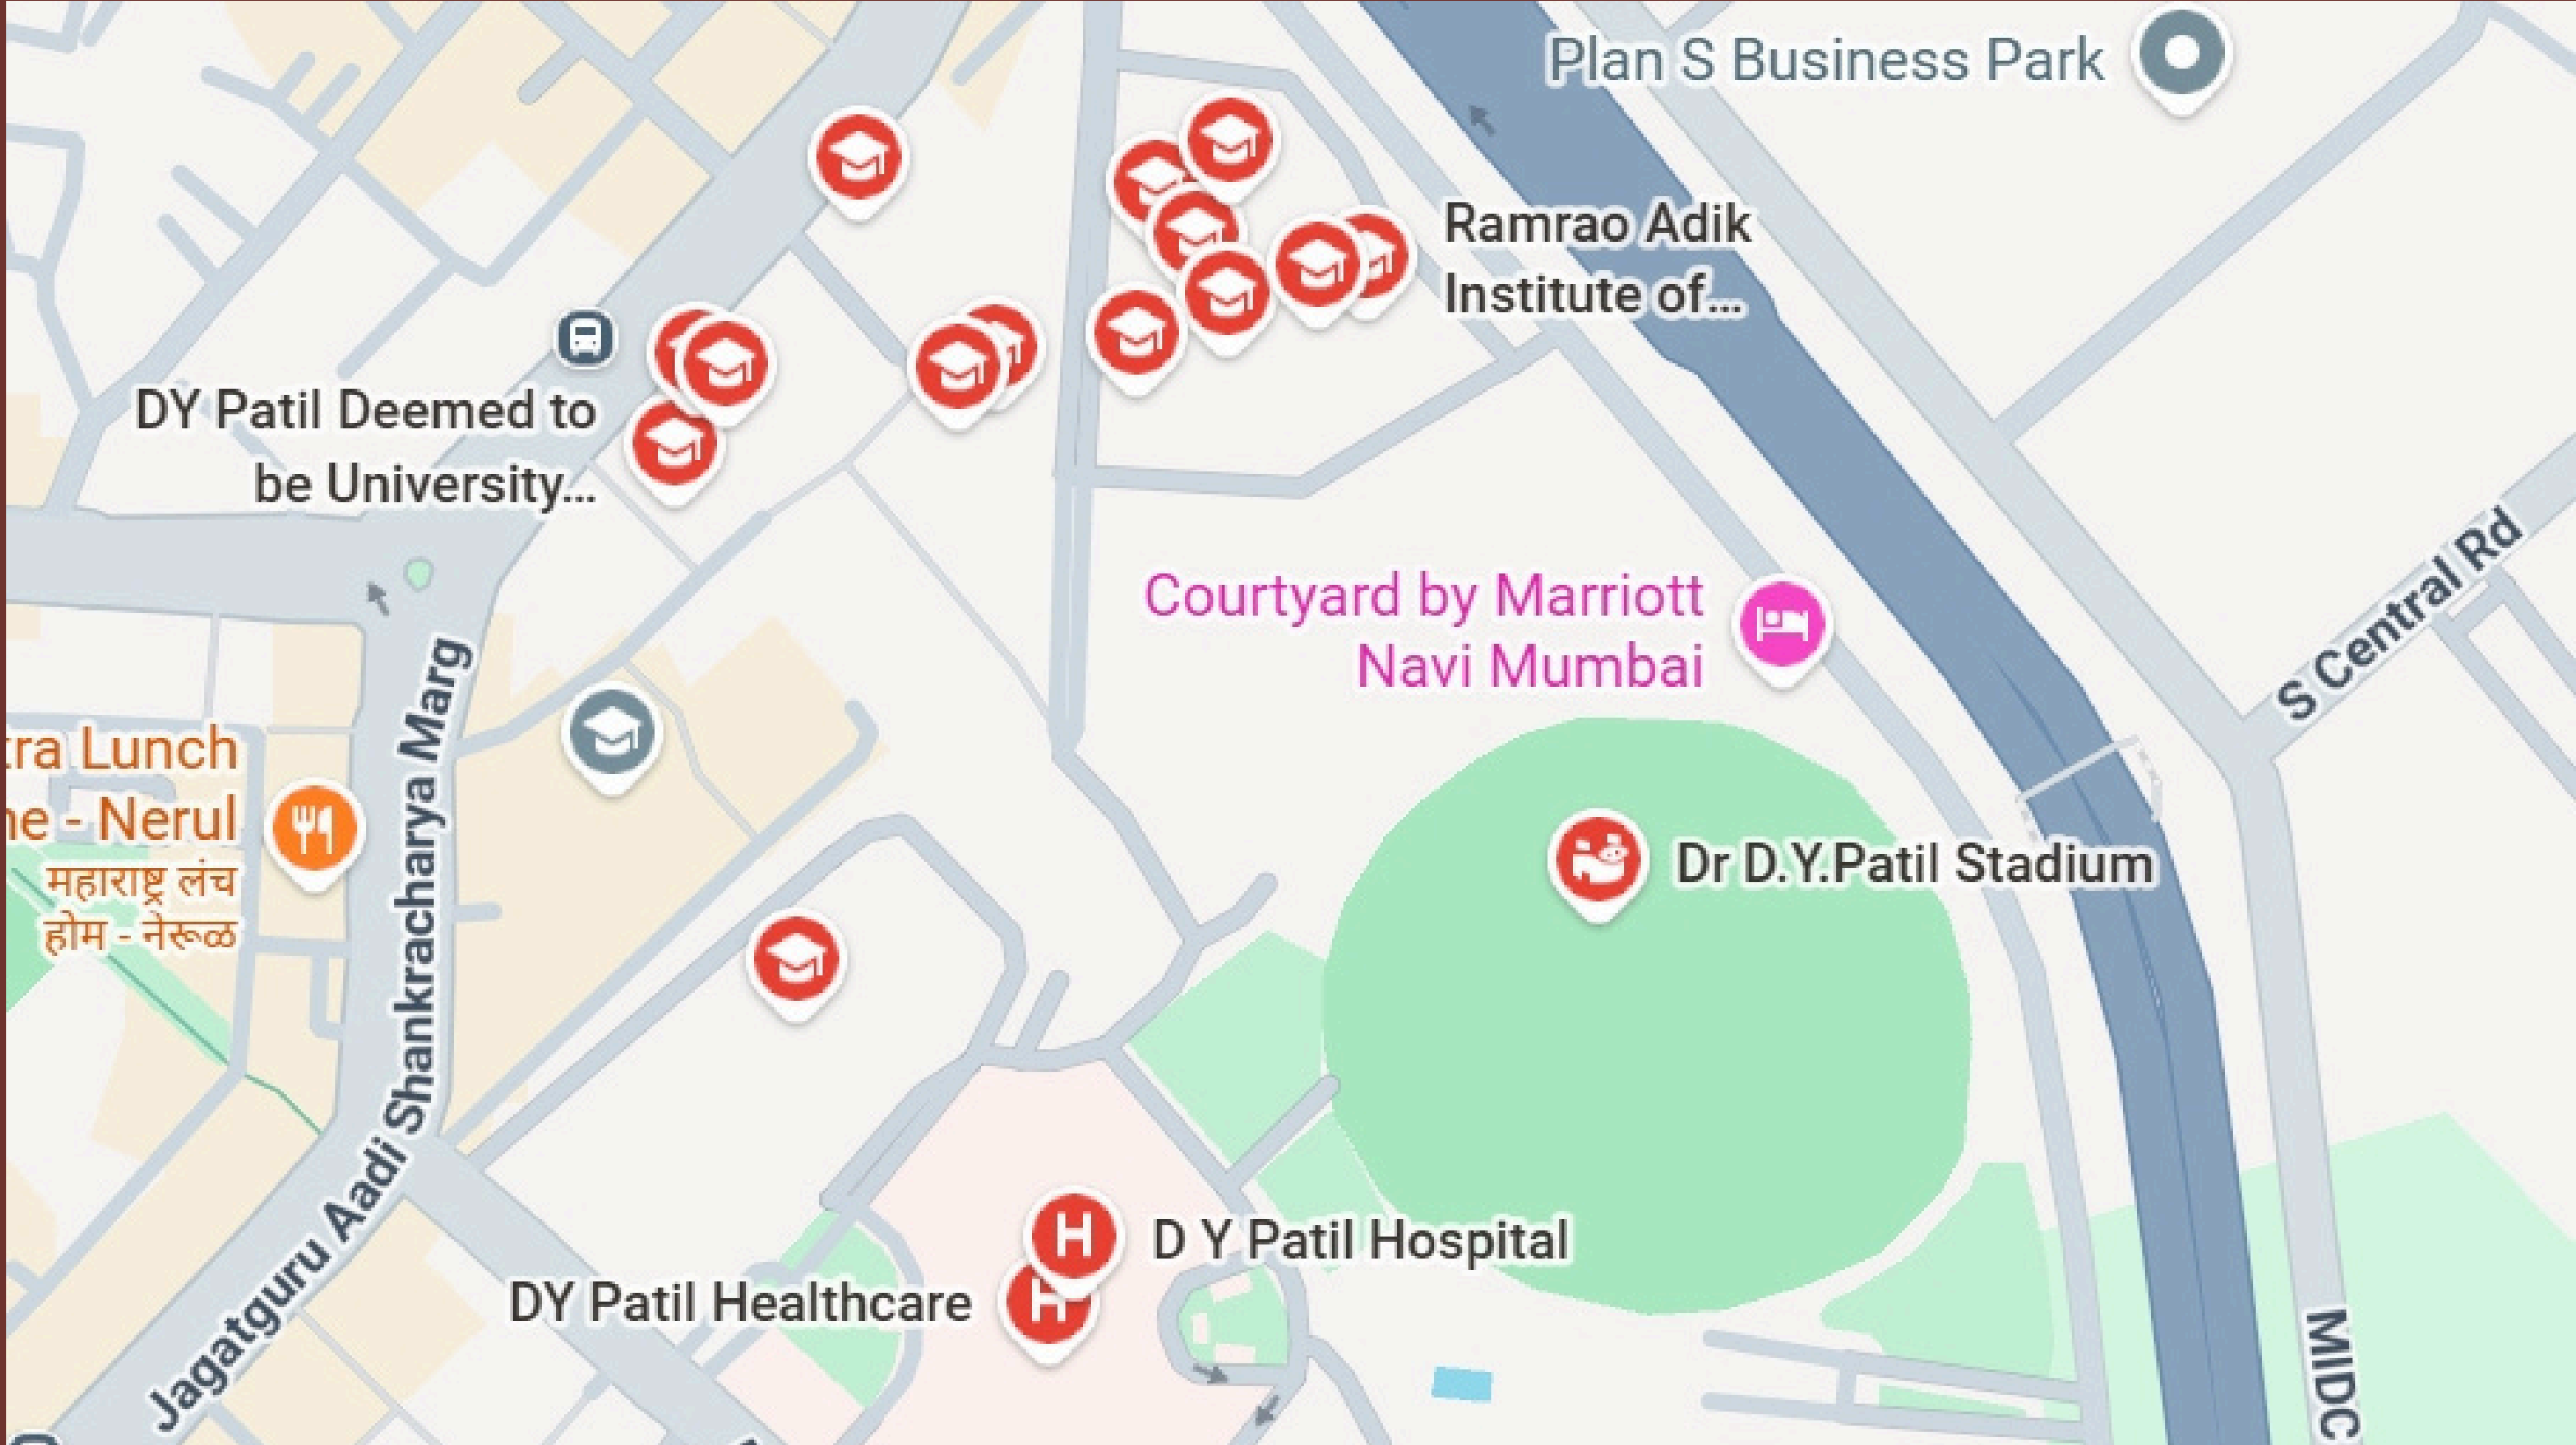 Plan S Business Park
Ramrao Adik
Institute of...
DY Patil Deemed to
be University...
S Central Rd
Courtyard by Marriott
Navi Mumbai
Jagatguru Aadi Shankracharya Marg
tra Lunch
ne - Nerul
महाराष्ट्र लंच
होम - नेरूळ
Dr D.Y.Patil Stadium
D Y Patil Hospital
DY Patil Healthcare
MIDC